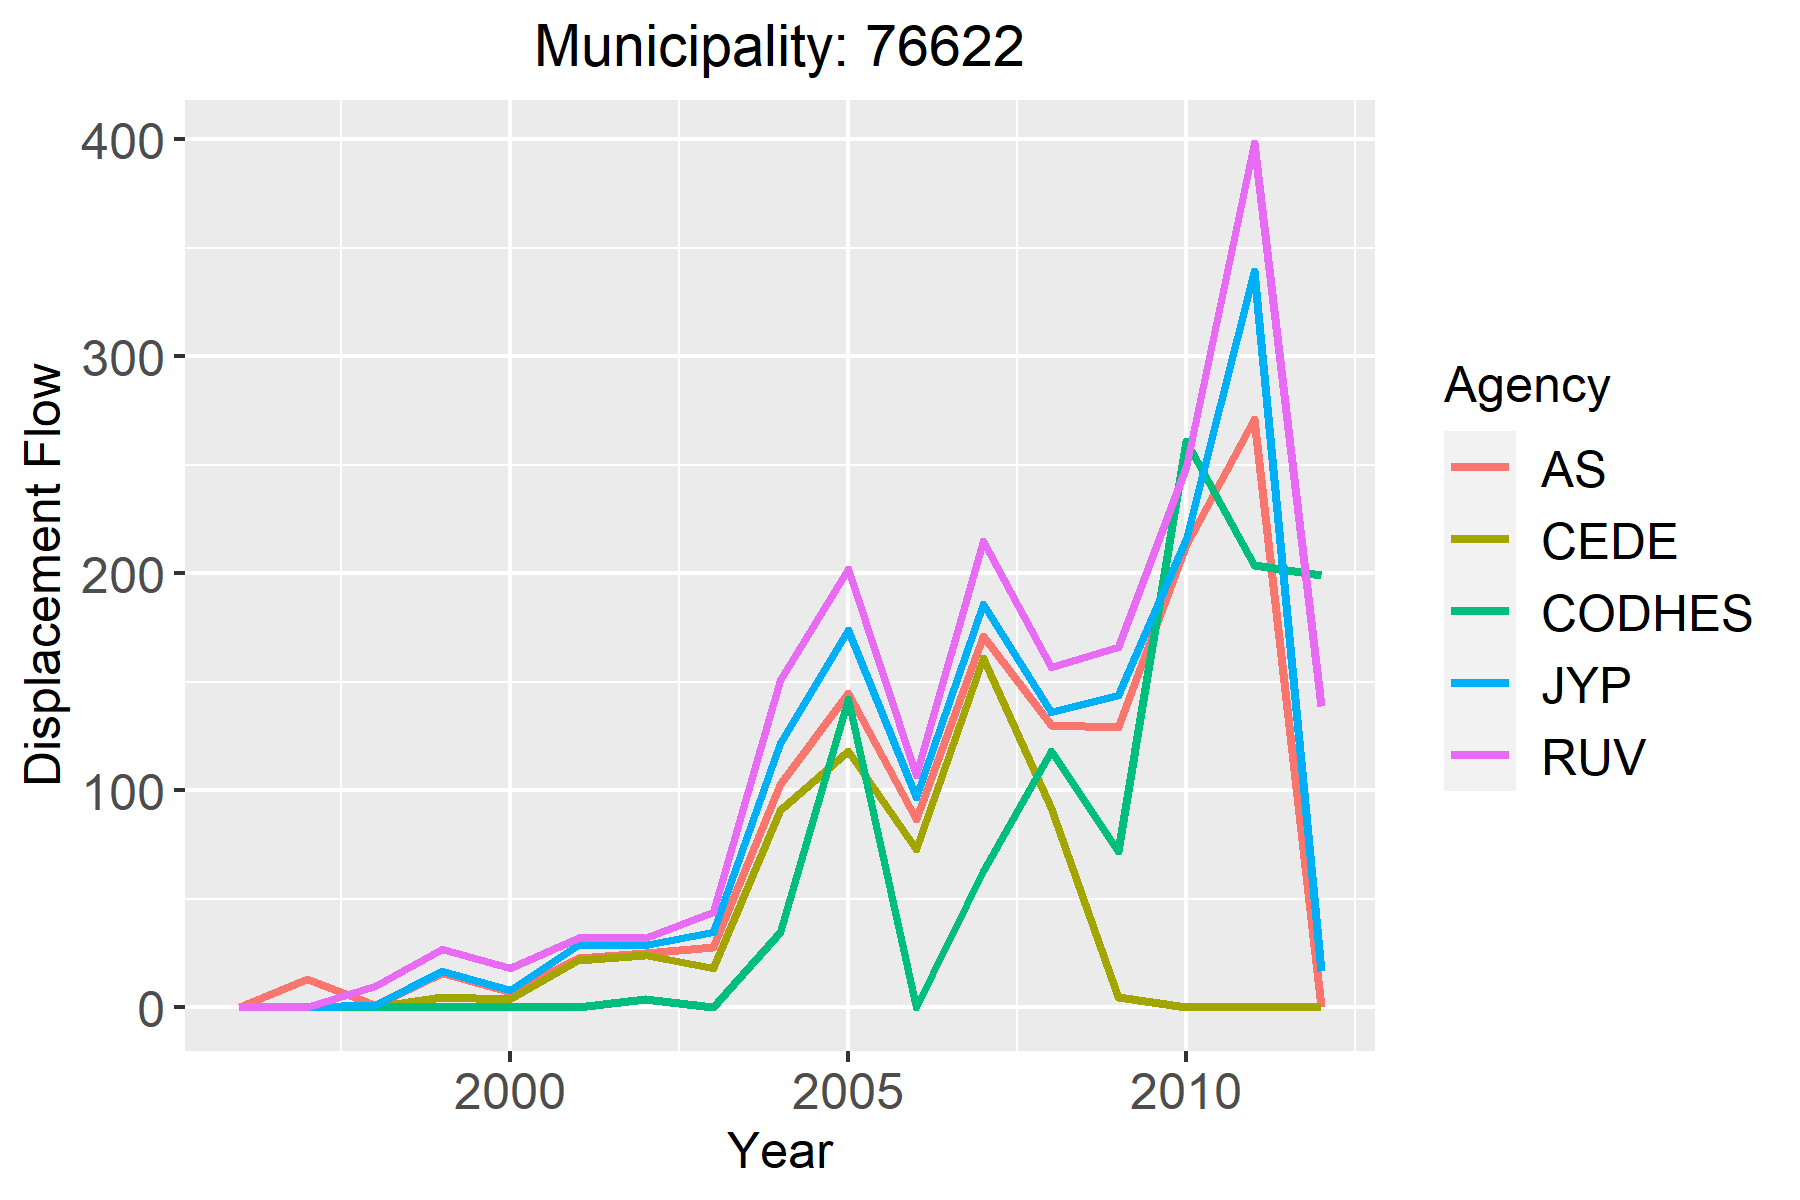 Municipality: 76622
400
300
200
100
0
Displacement Flow
2000 2005 2010
Year
Agency
AS
CEDE
CODHES
JYP
RUV